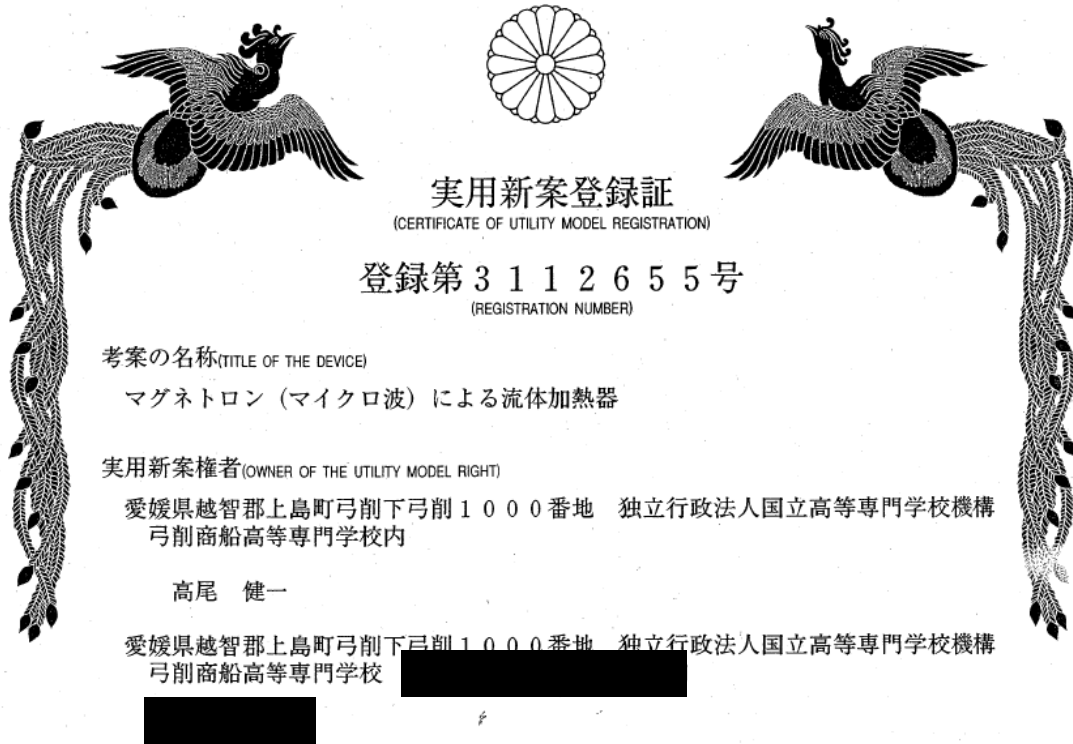 実用新案登録証
(CERTIFICATE OF UTILITY MODEL REGISTRATION)
登録第3112655号
(REGISTRATION NUMBER)
考案の名称(TITLE OF THE DEVICE)
マグネトロン（マイクロ波）による流体加熱器
実用新案権者(OWNER OF THE UTILITY MODEL RIGHT)
愛媛県越智郡上島町弓削下弓削1000番地　独立行政法人国立高等専門学校機構
弓削商船高等専門学校内
高尾　健一
愛媛県越智郡上島町弓削下弓削1000番地　独立行政法人国立高等専門学校機構
弓削商船高等専門学校